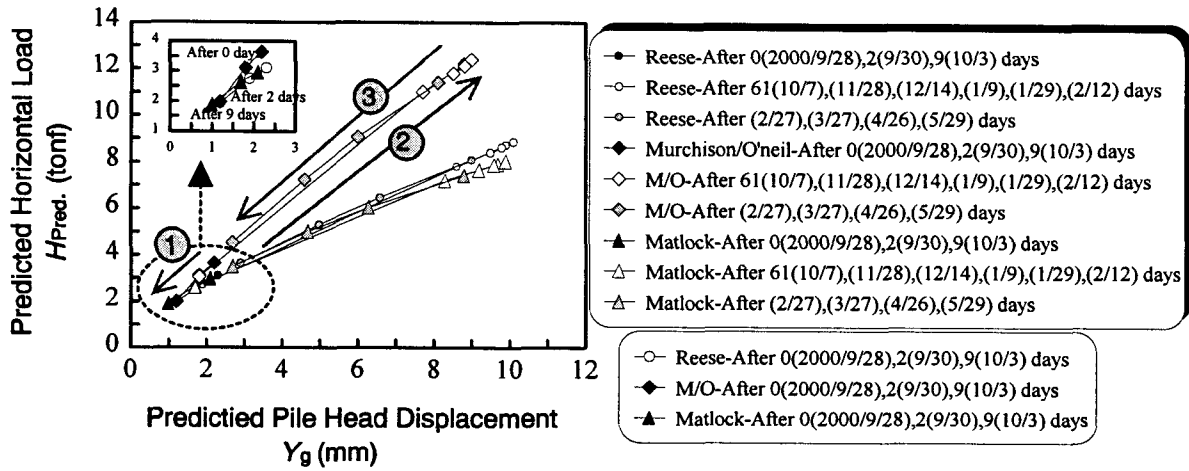 Predicted Horizontal Load
HPred. (tonf)
14
12
10
8
6
4
2
0
0 2 4 6 8 10 12
Predictied Pile Head Displacement
Yg (mm)
4
3
2
1
0 1 2 3
After 0 days
After 2 days
After 9 days
1
2
3
Reese-After 0(2000/9/28),2(9/30),9(10/3) days
Reese-After 61(10/7),(11/28),(12/14),(1/9),(1/29),(2/12) days
Reese-After (2/27),(3/27),(4/26),(5/29) days
Murchison/O'neil-After 0(2000/9/28),2(9/30),9(10/3) days
M/O-After 61(10/7),(11/28),(12/14),(1/9),(1/29),(2/12) days
M/O-After (2/27),(3/27),(4/26),(5/29) days
Matlock-After 0(2000/9/28),2(9/30),9(10/3) days
Matlock-After 61(10/7),(11/28),(12/14),(1/9),(1/29),(2/12) days
Matlock-After (2/27),(3/27),(4/26),(5/29) days
Reese-After 0(2000/9/28),2(9/30),9(10/3) days
M/O-After 0(2000/9/28),2(9/30),9(10/3) days
Matlock-After 0(2000/9/28),2(9/30),9(10/3) days